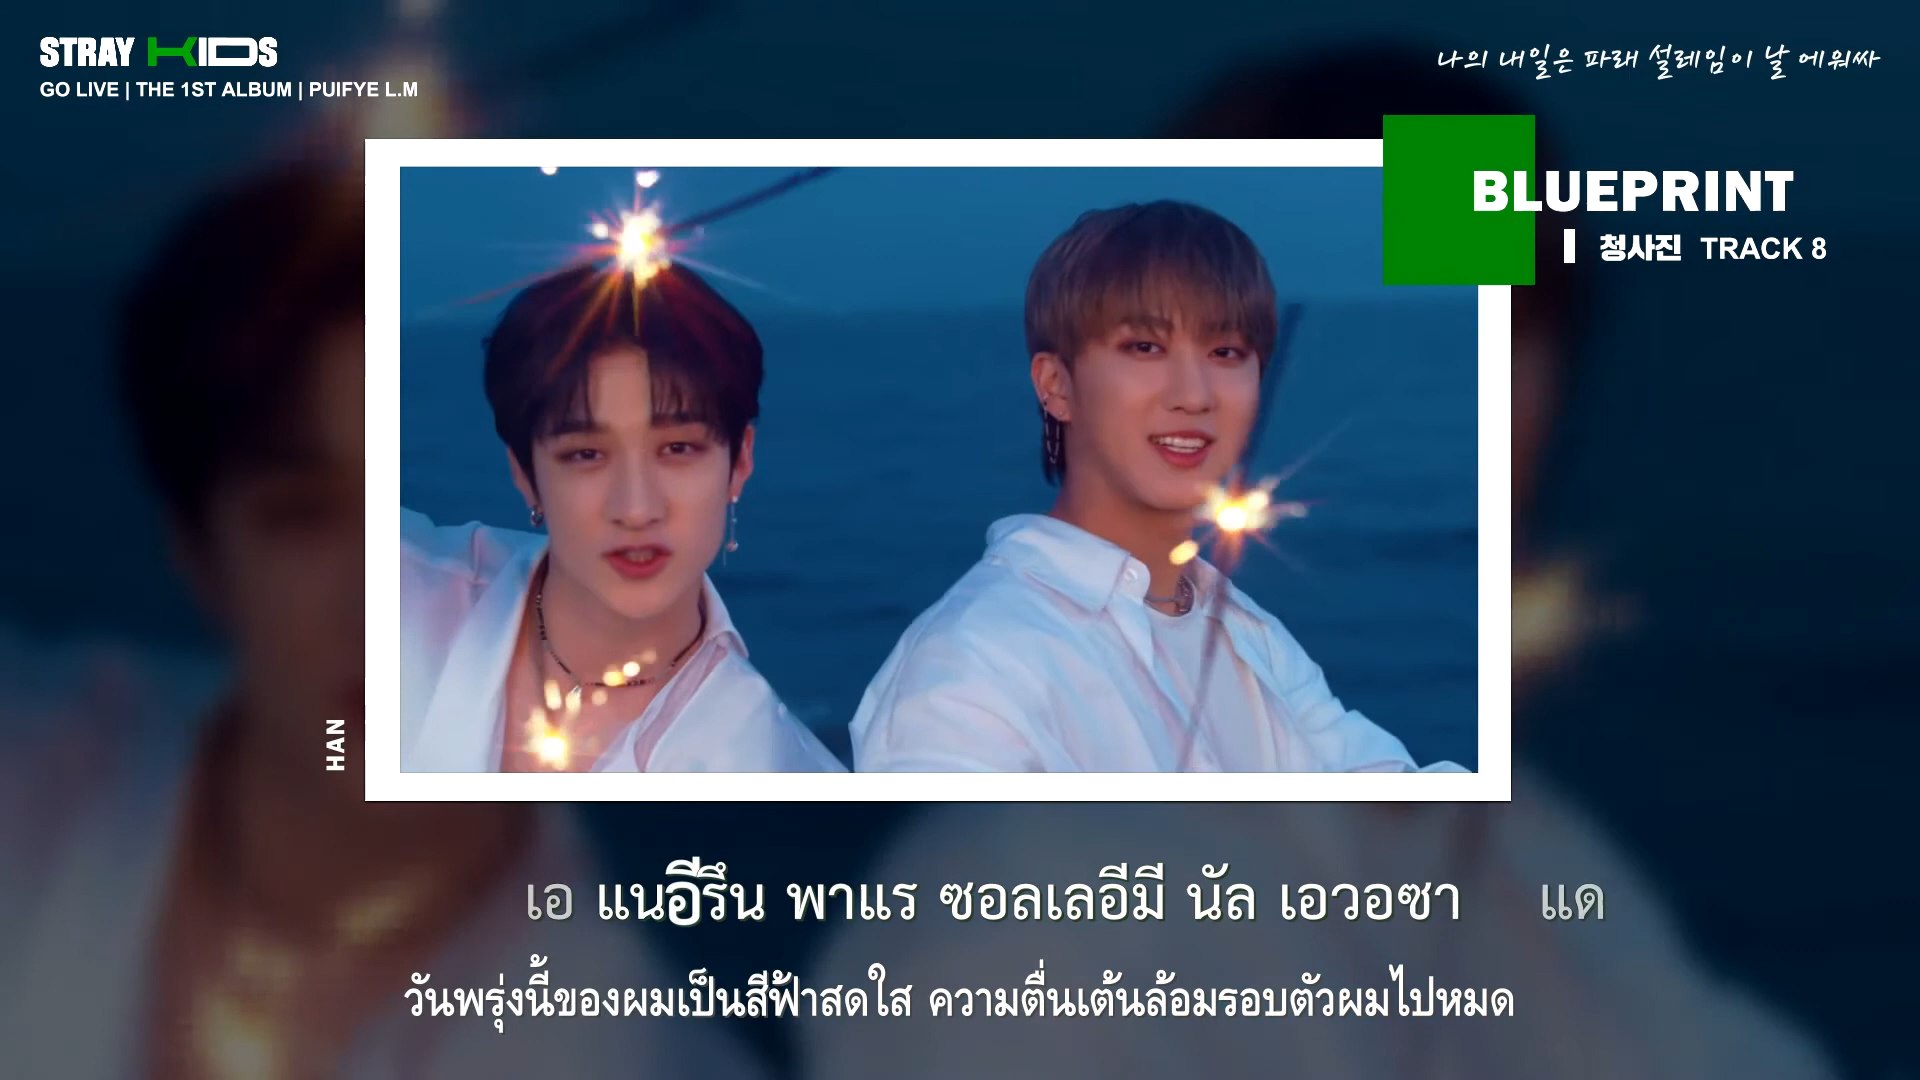 STRAY KIDS
GO LIVE | THE 1ST ALBUM | PUIFYE L.M
나의 내일은 파래 설레임이 날 에워싸
BLUEPRINT
청사진 TRACK 8
HAN
เอ แนอีรึน พาแร ซอลเลอีมี นัล เอวอซา แด
วันพรุ่งนี้ของผมเป็นสีฟ้าสดใส ความตื่นเต้นล้อมรอบตัวผมไปหมด